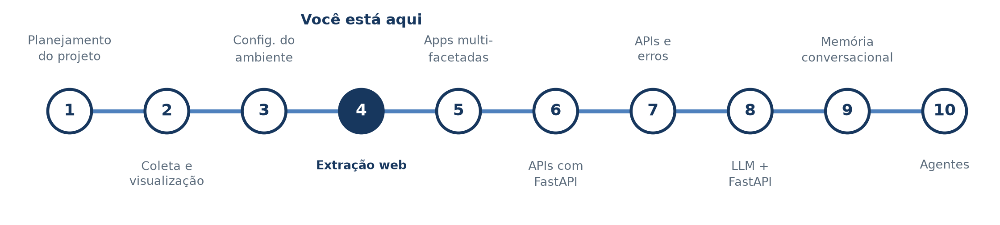 Você está aqui
Planejamento
do projeto
Config. do
ambiente
Apps multi-
facetadas
APIs e
erros
Memória
conversacional
1
2
3
4
5
6
7
8
9
10
Coleta e
visualização
Extração web
APIs com
FastAPI
LLM +
FastAPI
Agentes